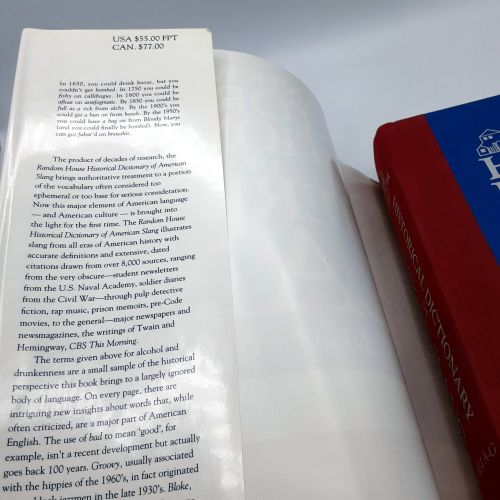 USA $55.00 FPT
CAN. $77.00
In 1650, you could drink booze, but you
wouldn't get bombed. In 1750 you could be
fishy on callibogus. In 1800 you could be
afloat on antifogmatic. By 1850 you could be
full as a tick from alchy. By the 1900's you
could get a bun on from hooch. By the 1950's
you could have a bag on from Bloody Marys
(and you could finally be bombed). Now, you
can get fubar'd on brewskis.
The product of decades of research, the
Random House Historical Dictionary of American
Slang brings authoritative treatment to a portion
of the vocabulary often considered too
ephemeral or too base for serious consideration.
Now this major element of American language
— and American culture — is brought into
the light for the first time. The Random House
Historical Dictionary of American Slang illustrates
slang from all eras of American history with
accurate definitions and extensive, dated
citations drawn from over 8,000 sources, ranging
from the very obscure—student newsletters
from the U.S. Naval Academy, soldier diaries
from the Civil War—through pulp detective
fiction, rap music, prison memoirs, pre-Code
movies, to the general—major newspapers and
newsmagazines, the writings of Twain and
Hemingway, CBS This Morning.
The terms given above for alcohol and
drunkenness are a small sample of the historical
perspective this book brings to a largely ignored
body of language. On every page, there are
intriguing new insights about words that, while
often criticized, are a major part of American
English. The use of bad to mean 'good', for
example, isn't a recent development but actually
goes back 100 years. Groovy, usually associated
with the hippies of the 1960's, in fact originated
black jazzmen in the late 1930's. Bloke,
HISTORICAL DICTIONARY
A-G